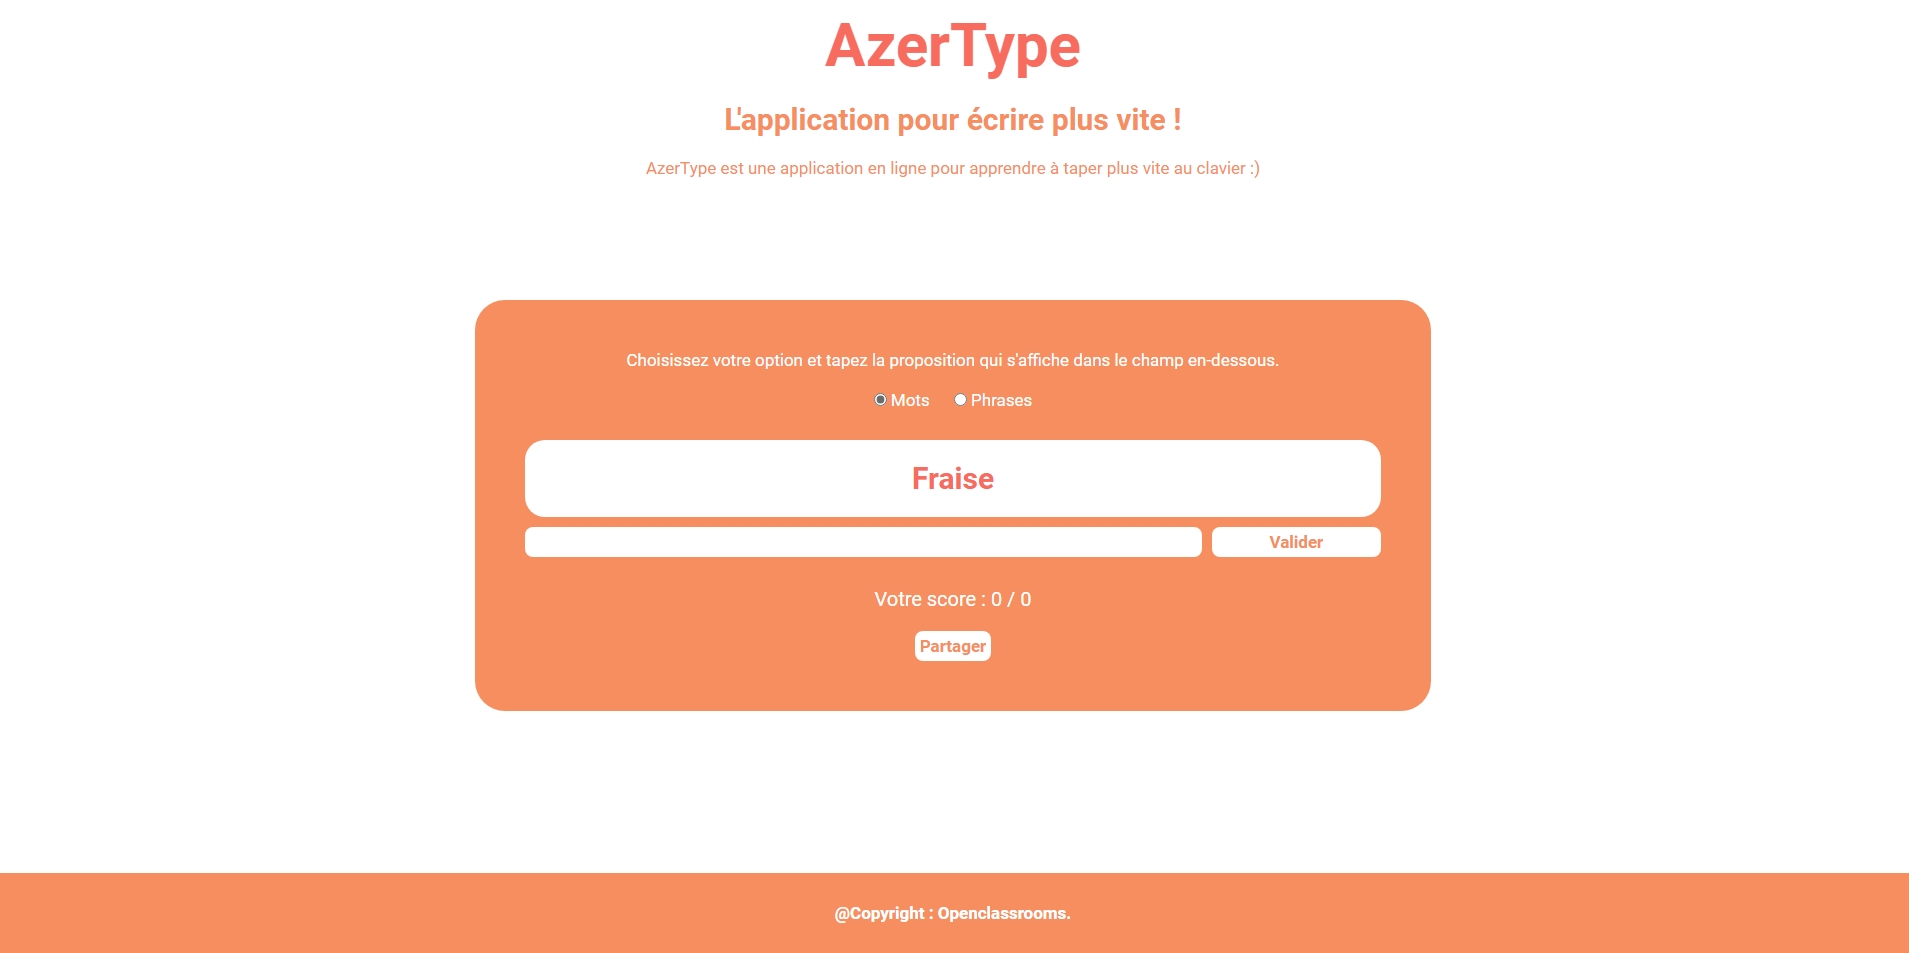 AzerType
L'application pour écrire plus vite !
AzerType est une application en ligne pour apprendre à taper plus vite au clavier :)
Choisissez votre option et tapez la proposition qui s'affiche dans le champ en-dessous.
Mots Phrases
Fraise
Valider
Votre score : 0 / 0
Partager
@Copyright : Openclassrooms.